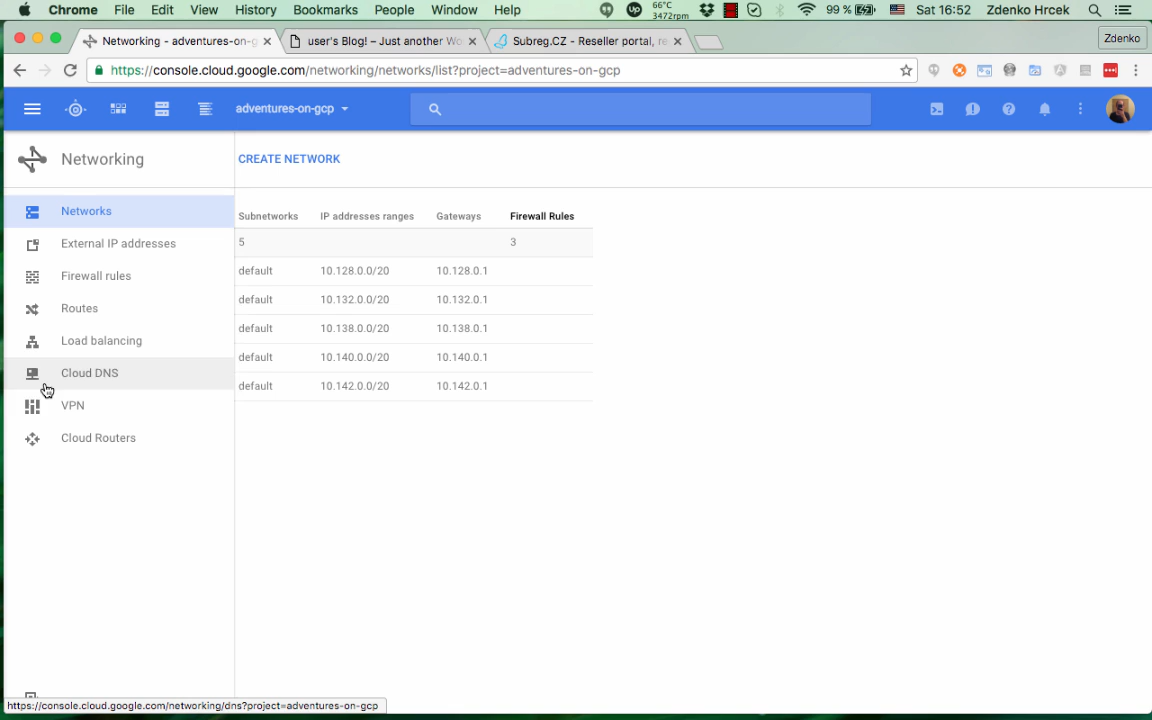 Chrome File Edit View History Bookmarks People Window Help 66°C 3472rpm 99 % Sat 16:52 Zdenko Hrcek
Networking - adventures-on-g user's Blog! – Just another Wo Subreg.CZ - Reseller portal, re Zdenko
https://console.cloud.google.com/networking/networks/list?project=adventures-on-gcp
adventures-on-gcp
Networking CREATE NETWORK
Networks
Subnetworks IP addresses ranges Gateways Firewall Rules
External IP addresses
5 3
default 10.128.0.0/20 10.128.0.1
Firewall rules
default 10.132.0.0/20 10.132.0.1
Routes
default 10.138.0.0/20 10.138.0.1
Load balancing
default 10.140.0.0/20 10.140.0.1
Cloud DNS
default 10.142.0.0/20 10.142.0.1
VPN
Cloud Routers
https://console.cloud.google.com/networking/dns?project=adventures-on-gcp